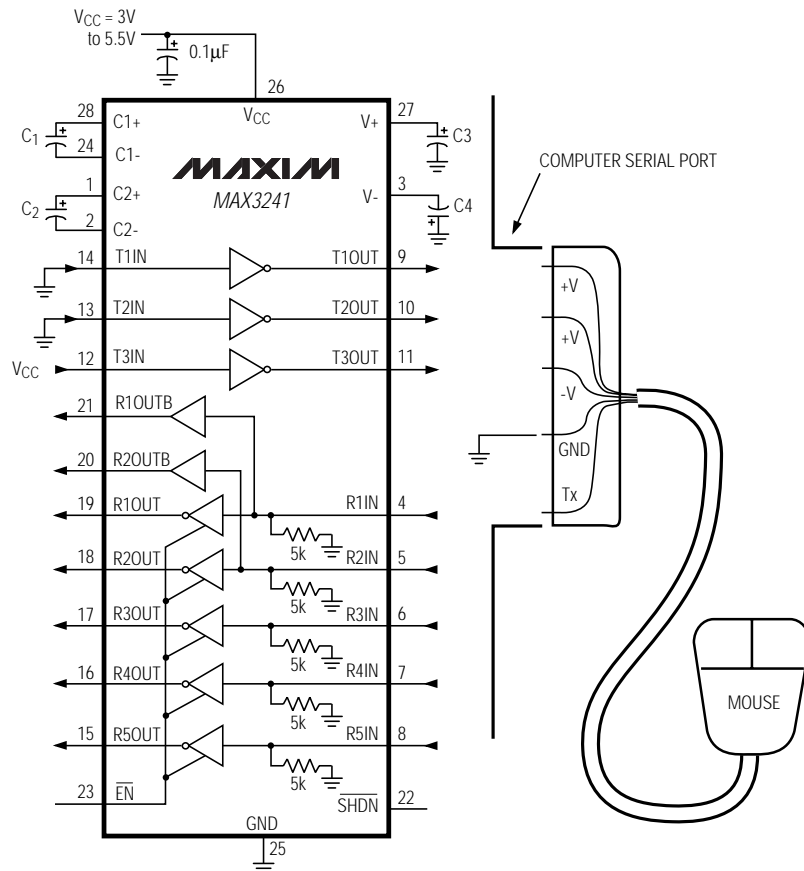 VCC = 3V
to 5.5V
0.1µF
26
VCC
28
C1+
C1
24
C1-
27
V+
C3
MAXIM
MAX3241
1
C2+
C2
2
C2-
3
V-
C4
COMPUTER SERIAL PORT
14
T1IN
T1OUT
9
13
T2IN
T2OUT
10
VCC
12
T3IN
T3OUT
11
21
R1OUTB
20
R2OUTB
19
R1OUT
R1IN
4
5k
18
R2OUT
R2IN
5
5k
17
R3OUT
R3IN
6
5k
16
R4OUT
R4IN
7
5k
15
R5OUT
R5IN
8
5k
23
EN
SHDN
22
GND
25
+V
+V
-V
GND
Tx
MOUSE